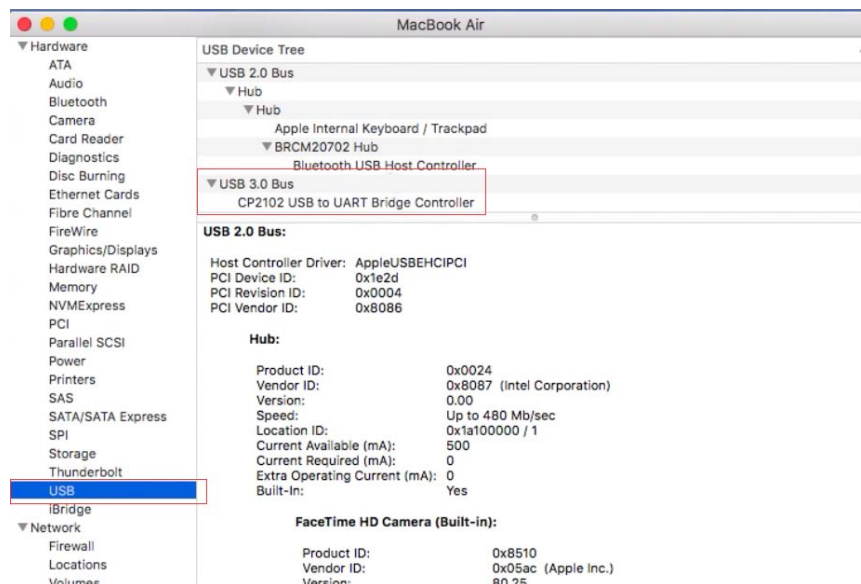 MacBook Air
Hardware
ATA
Audio
Bluetooth
Camera
Card Reader
Diagnostics
Disc Burning
Ethernet Cards
Fibre Channel
FireWire
Graphics/Displays
Hardware RAID
Memory
NVMExpress
PCI
Parallel SCSI
Power
Printers
SAS
SATA/SATA Express
SPI
Storage
Thunderbolt
USB
iBridge
Network
Firewall
Locations
Volumes
USB Device Tree
USB 2.0 Bus
Hub
Hub
Apple Internal Keyboard / Trackpad
BRCM20702 Hub
Bluetooth USB Host Controller
USB 3.0 Bus
CP2102 USB to UART Bridge Controller
USB 2.0 Bus:
Host Controller Driver: AppleUSBEHCIPCI
PCI Device ID: 0x1e2d
PCI Revision ID: 0x0004
PCI Vendor ID: 0x8086
Hub:
Product ID: 0x0024
Vendor ID: 0x8087 (Intel Corporation)
Version: 0.00
Speed: Up to 480 Mb/sec
Location ID: 0x1a100000 / 1
Current Available (mA): 500
Current Required (mA): 0
Extra Operating Current (mA): 0
Built-In: Yes
FaceTime HD Camera (Built-in):
Product ID: 0x8510
Vendor ID: 0x05ac (Apple Inc.)
Version: 80.25